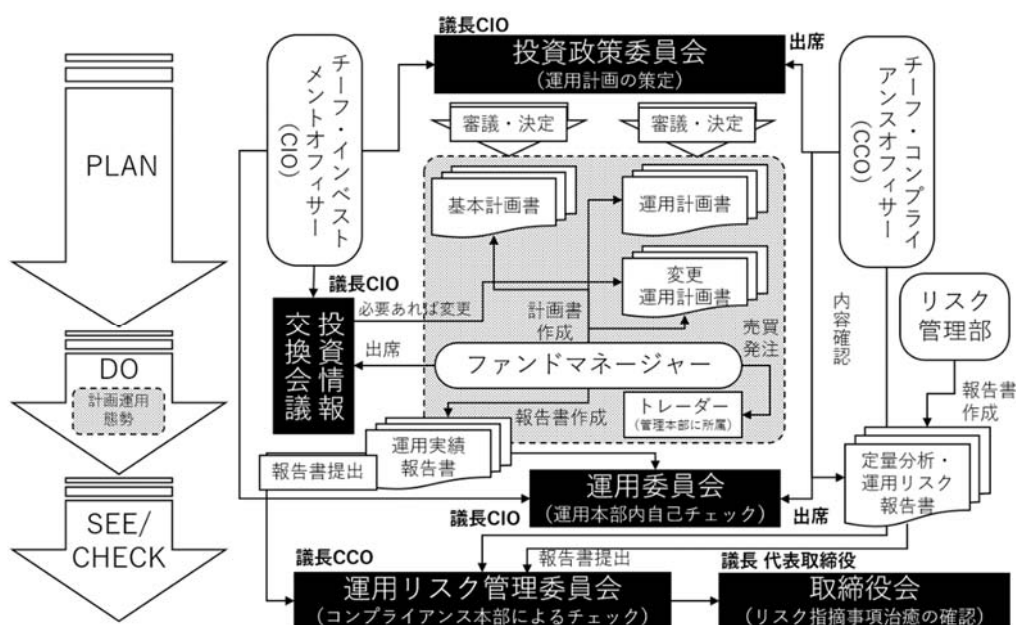 PLAN
DO
計画運用
態勢
SEE/
CHECK
チーフ・インベスト
メントオフィサー
(CIO)
議長CIO
投資政策委員会
(運用計画の策定)
出席
チーフ・コンプライ
アンスオフィサー
(CCO)
審議・決定
審議・決定
基本計画書
運用計画書
変更
運用計画書
議長CIO
必要あれば変更
投資情報
交換会議
出席
計画書
作成
売買
発注
ファンドマネージャー
内容確認
リスク
管理部
報告書
作成
報告書作成
トレーダー
(管理本部に所属)
運用実績
報告書
報告書提出
定量分析・
運用リスク
報告書
運用委員会
(運用本部内自己チェック)
議長CIO
出席
議長CCO
報告書提出
運用リスク管理委員会
(コンプライアンス本部によるチェック)
議長 代表取締役
取締役会
(リスク指摘事項治癒の確認)